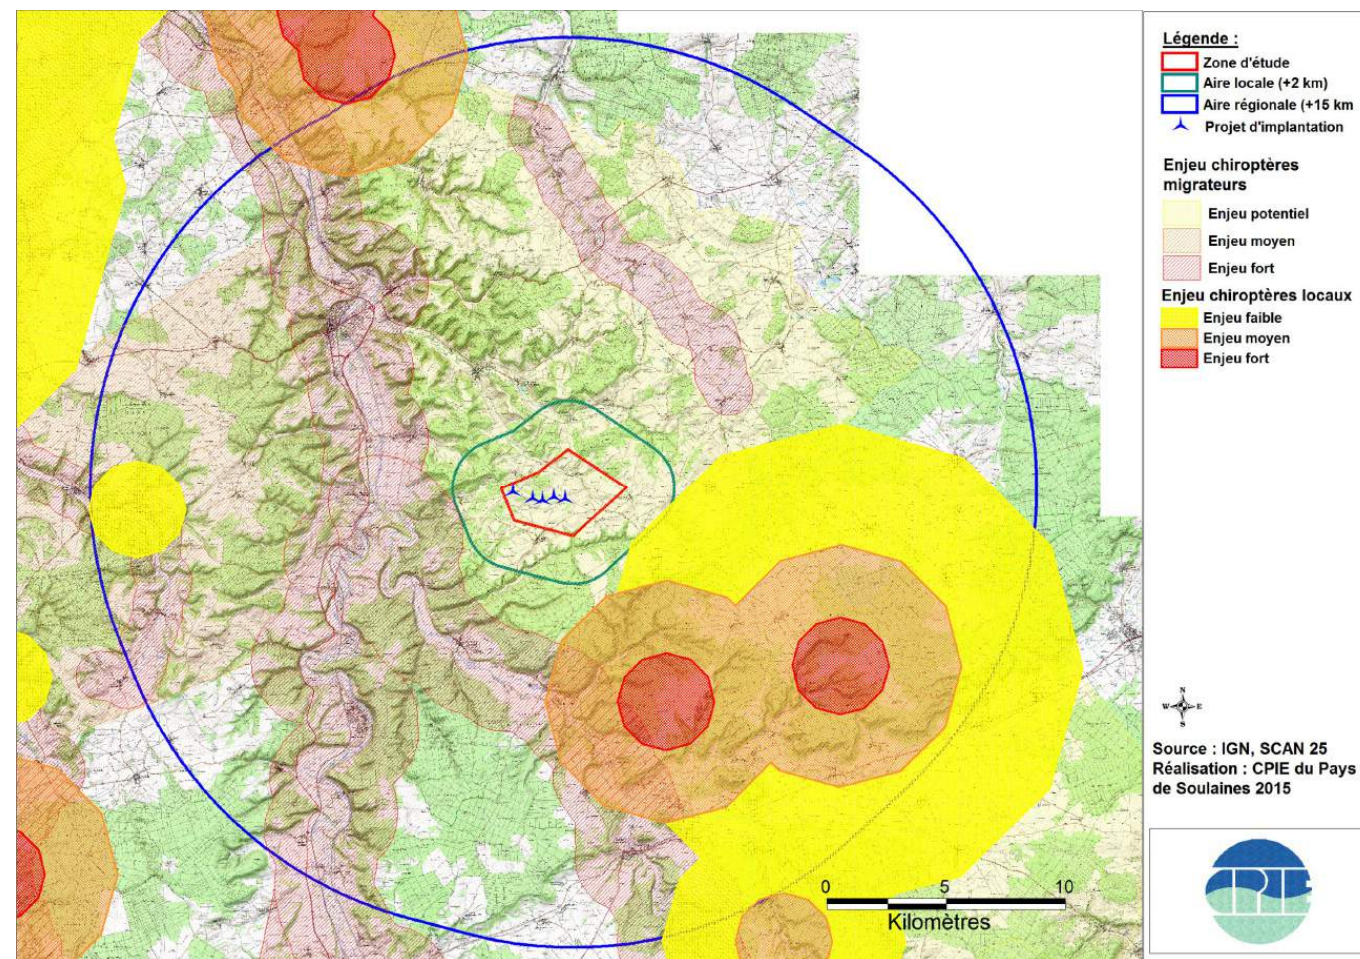 Légende :
Zone d'étude
Aire locale (+2 km)
Aire régionale (+15 km
Projet d'implantation
Enjeu chiroptères
migrateurs
Enjeu potentiel
Enjeu moyen
Enjeu fort
Enjeu chiroptères locaux
Enjeu faible
Enjeu moyen
Enjeu fort
N
W E
S
Source : IGN, SCAN 25
Réalisation : CPIE du Pays
de Soulaines 2015
0 5 10
Kilomètres
CPIE